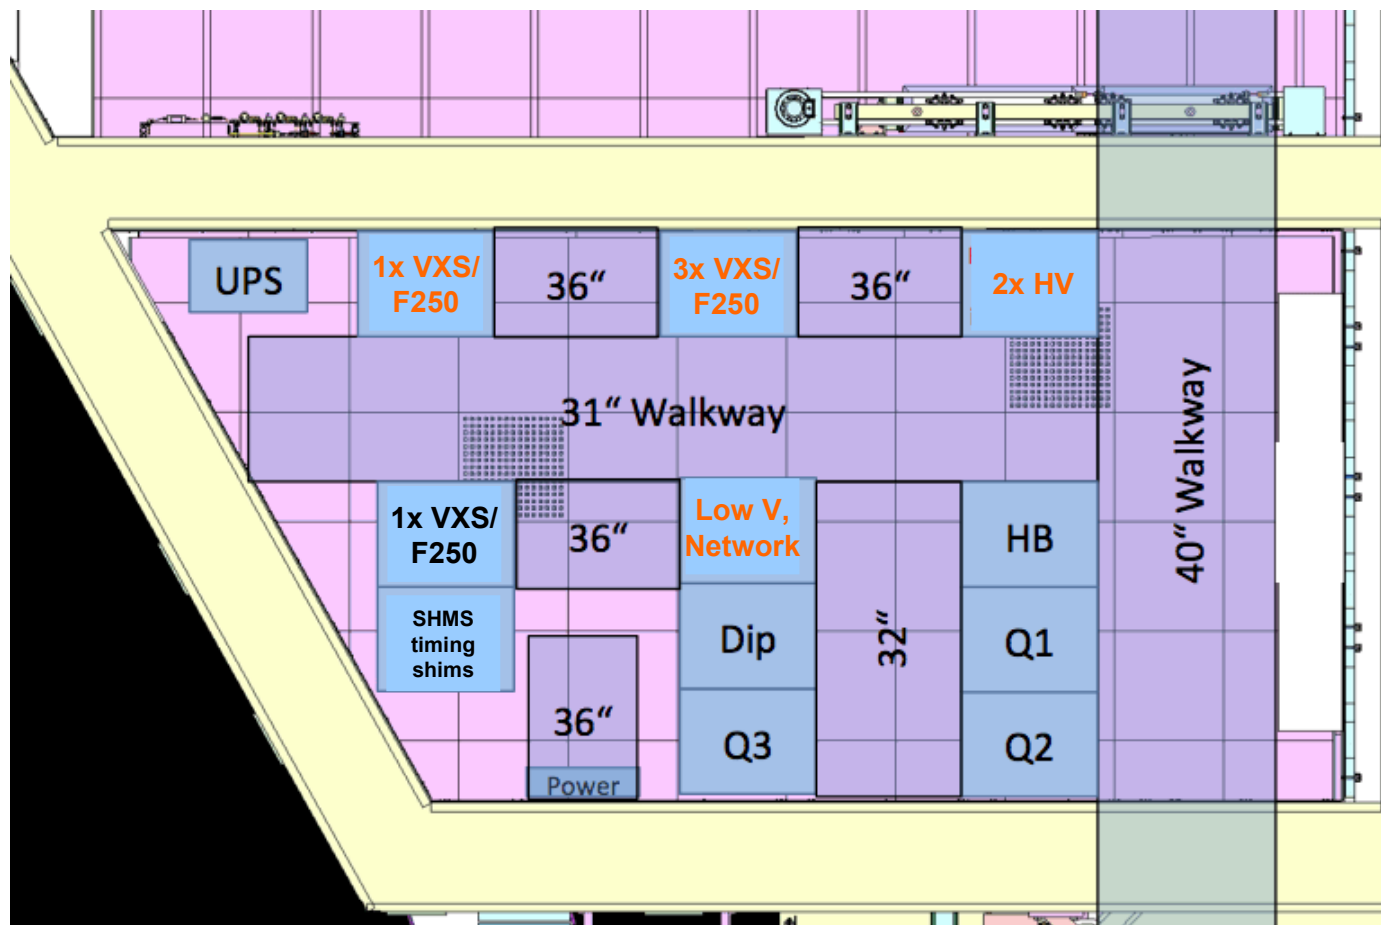 UPS
1x VXS/
F250
36“
3x VXS/
F250
36“
2x HV
31“ Walkway
40“ Walkway
1x VXS/
F250
36“
Low V,
Network
HB
SHMS
timing
shims
Dip
32“
Q1
36“
Q3
Q2
Power